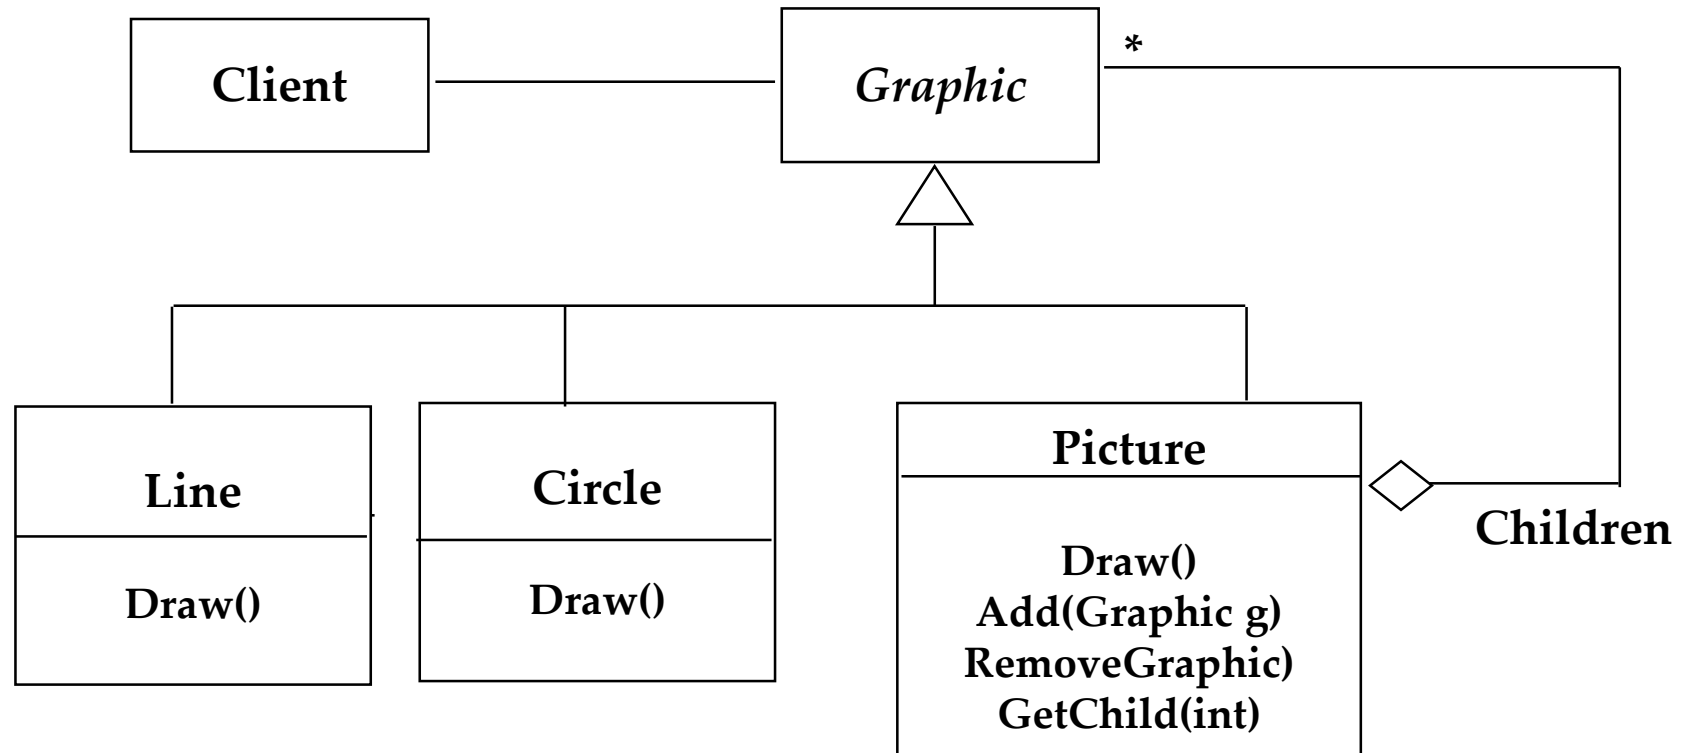 Client
Graphic
*
Line
Draw()
Circle
Draw()
Picture
Draw()
Add(Graphic g)
RemoveGraphic)
GetChild(int)
Children